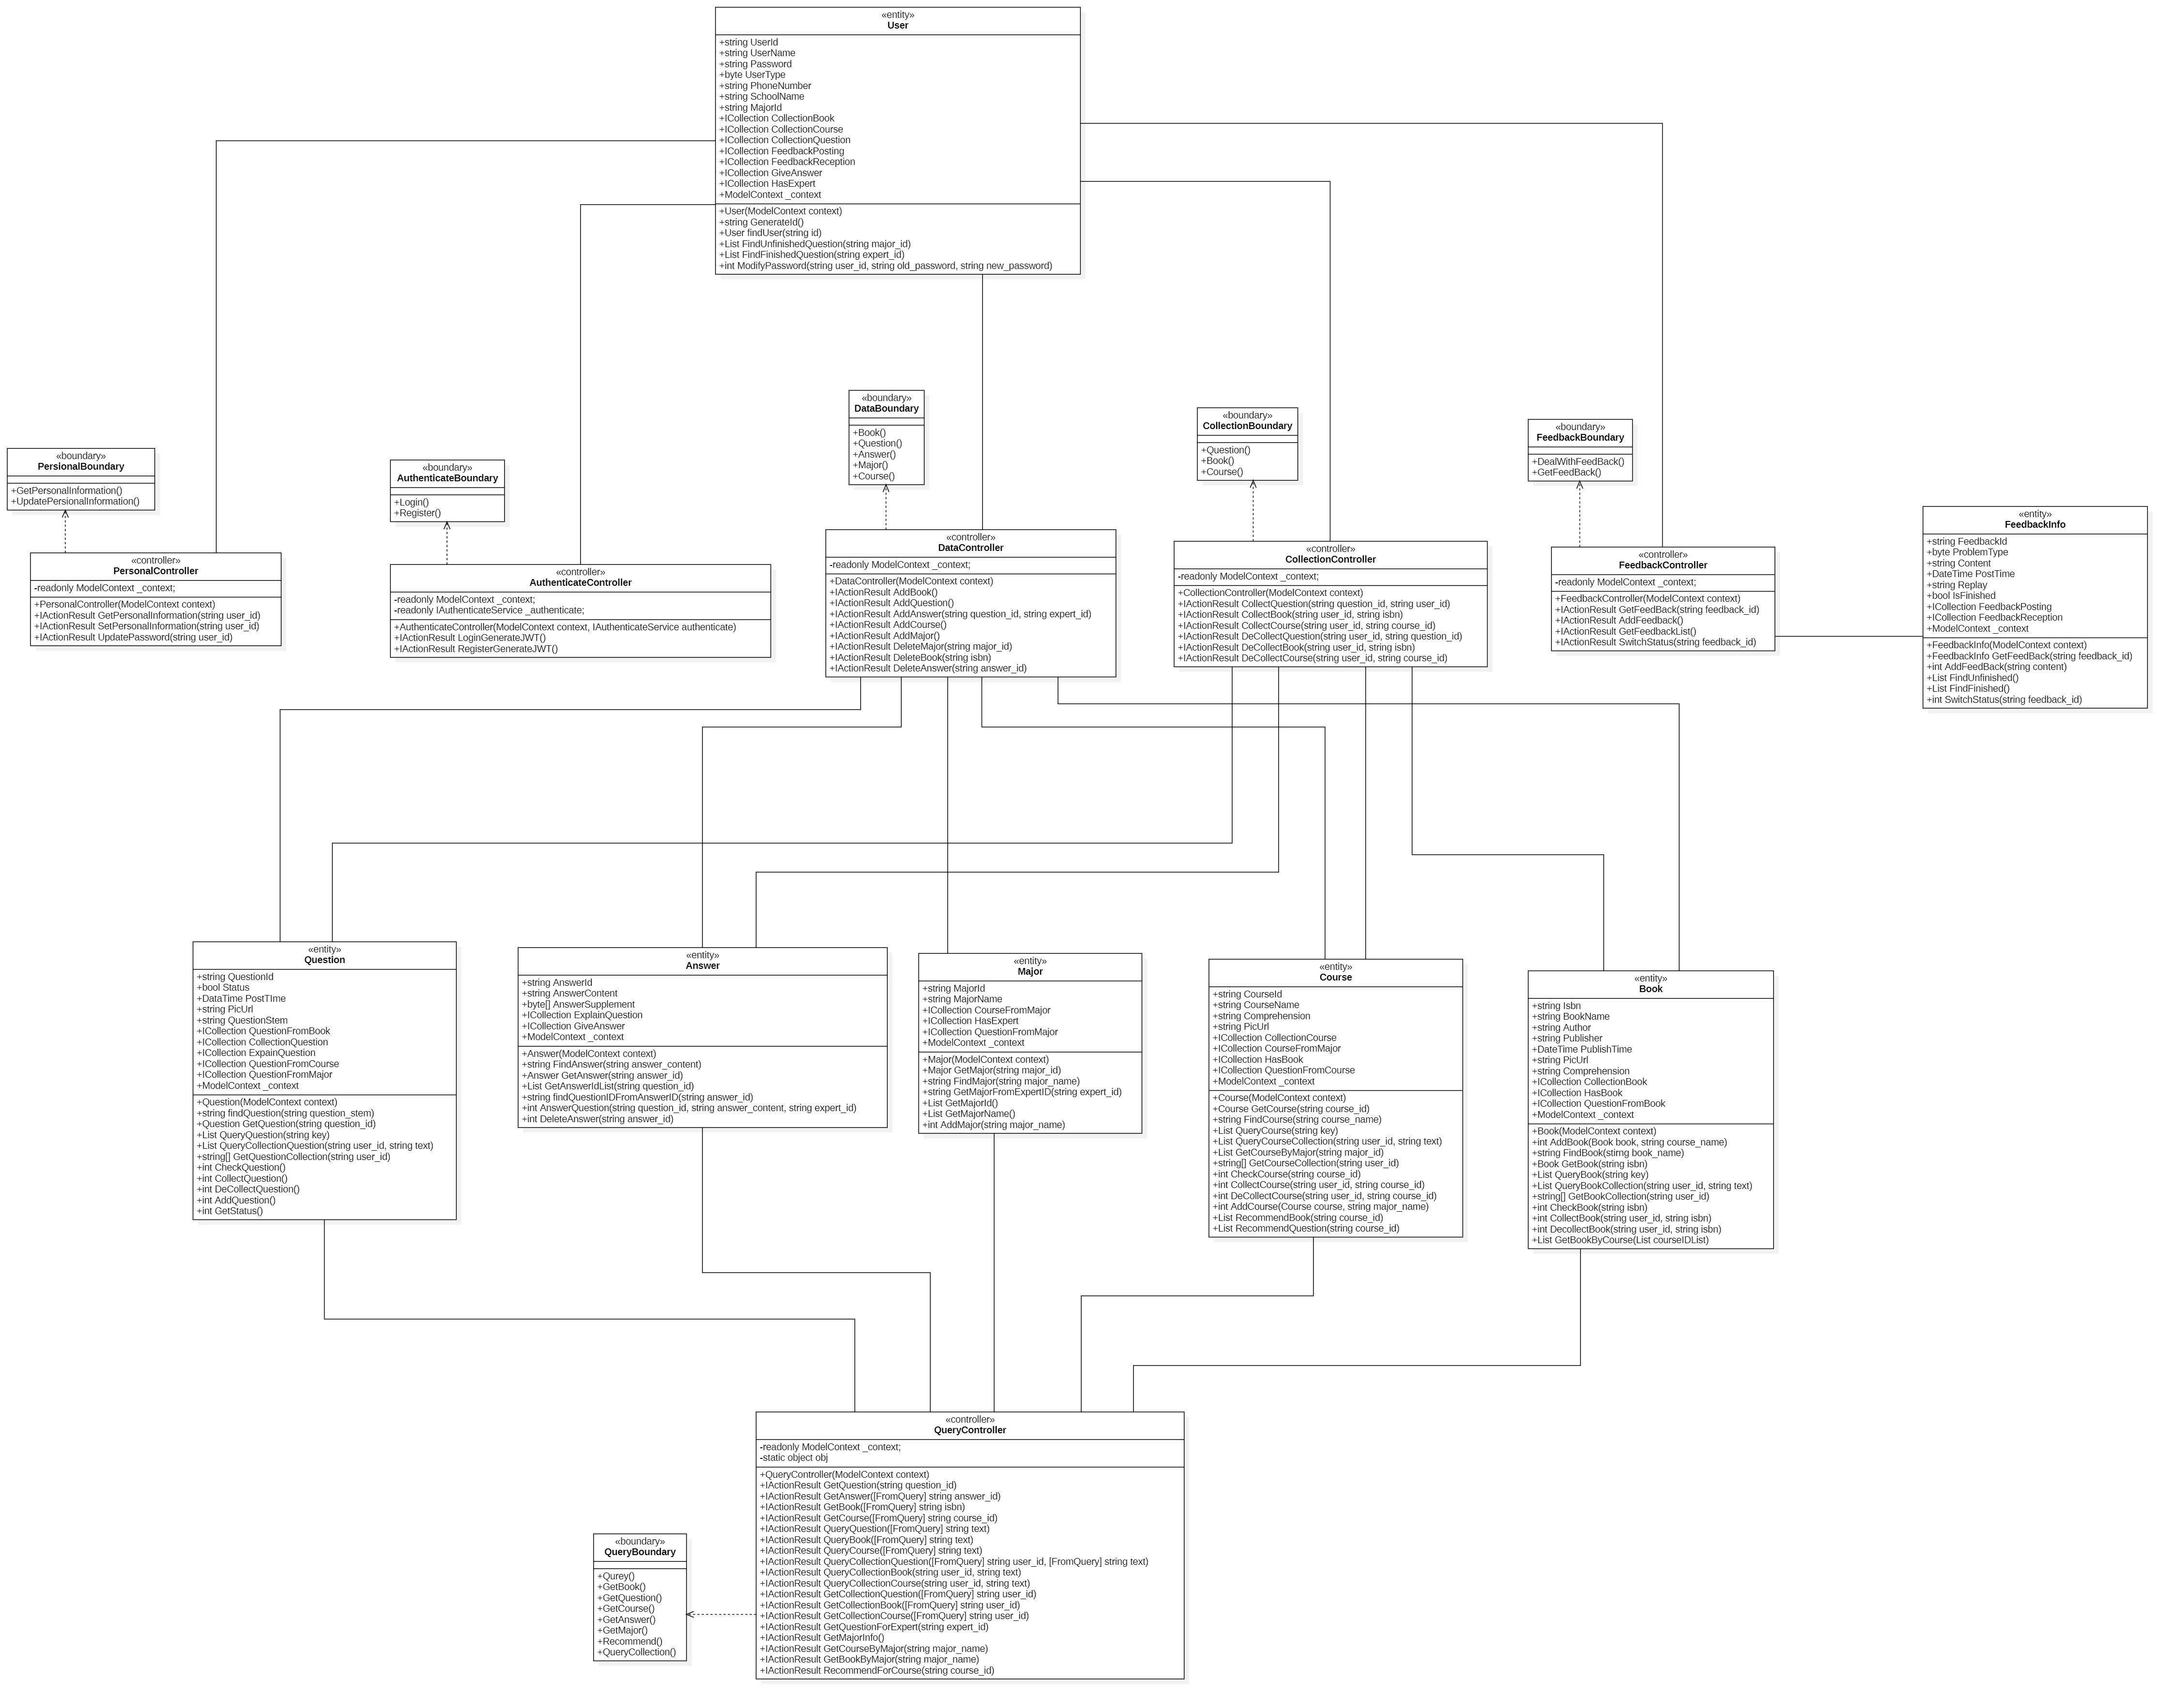 «entity»
User
+string UserId
+string UserName
+string Password
+byte UserType
+string PhoneNumber
+string SchoolName
+string MajorId
+ICollection CollectionBook
+ICollection CollectionCourse
+ICollection CollectionQuestion
+ICollection FeedbackPosting
+ICollection FeedbackReception
+ICollection GiveAnswer
+ICollection HasExpert
+ModelContext _context
+User(ModelContext context)
+string GenerateId()
+User findUser(string id)
+List FindUnfinishedQuestion(string major_id)
+List FindFinishedQuestion(string expert_id)
+int ModifyPassword(string user_id, string old_password, string new_password)
«boundary»
PersionalBoundary
+GetPersonalInformation()
+UpdatePersionalInformation()
«boundary»
AuthenticateBoundary
+Login()
+Register()
«boundary»
DataBoundary
+Book()
+Question()
+Answer()
+Major()
+Course()
«boundary»
CollectionBoundary
+Question()
+Book()
+Course()
«boundary»
FeedbackBoundary
+DealWithFeedBack()
+GetFeedBack()
«controller»
PersonalController
-readonly ModelContext _context;
+PersonalController(ModelContext context)
+IActionResult GetPersonalInformation(string user_id)
+IActionResult SetPersonalInformation(string user_id)
+IActionResult UpdatePassword(string user_id)
«controller»
AuthenticateController
-readonly ModelContext _context;
-readonly IAuthenticateService _authenticate;
+AuthenticateController(ModelContext context, IAuthenticateService authenticate)
+IActionResult LoginGenerateJWT()
+IActionResult RegisterGenerateJWT()
«controller»
DataController
-readonly ModelContext _context;
+DataController(ModelContext context)
+IActionResult AddBook()
+IActionResult AddQuestion()
+IActionResult AddAnswer(string question_id, string expert_id)
+IActionResult AddCourse()
+IActionResult AddMajor()
+IActionResult DeleteMajor(string major_id)
+IActionResult DeleteBook(string isbn)
+IActionResult DeleteAnswer(string answer_id)
«controller»
CollectionController
-readonly ModelContext _context;
+CollectionController(ModelContext context)
+IActionResult CollectQuestion(string question_id, string user_id)
+IActionResult CollectBook(string user_id, string isbn)
+IActionResult CollectCourse(string user_id, string course_id)
+IActionResult DeCollectQuestion(string user_id, string question_id)
+IActionResult DeCollectBook(string user_id, string isbn)
+IActionResult DeCollectCourse(string user_id, string course_id)
«controller»
FeedbackController
-readonly ModelContext _context;
+FeedbackController(ModelContext context)
+IActionResult GetFeedBack(string feedback_id)
+IActionResult AddFeedback()
+IActionResult GetFeedbackList()
+IActionResult SwitchStatus(string feedback_id)
«entity»
FeedbackInfo
+string FeedbackId
+byte ProblemType
+string Content
+DateTime PostTime
+string Replay
+bool IsFinished
+ICollection FeedbackPosting
+ICollection FeedbackReception
+ModelContext _context
+FeedbackInfo(ModelContext context)
+FeedbackInfo GetFeedBack(string feedback_id)
+int AddFeedBack(string content)
+List FindUnfinished()
+List FindFinished()
+int SwitchStatus(string feedback_id)
«entity»
Question
+string QuestionId
+bool Status
+DataTime PostTIme
+string PicUrl
+string QuestionStem
+ICollection QuestionFromBook
+ICollection CollectionQuestion
+ICollection ExpainQuestion
+ICollection QuestionFromCourse
+ICollection QuestionFromMajor
+ModelContext _context
+Question(ModelContext context)
+string findQuestion(string question_stem)
+Question GetQuestion(string question_id)
+List QueryQuestion(string key)
+List QueryCollectionQuestion(string user_id, string text)
+string[] GetQuestionCollection(string user_id)
+int CheckQuestion()
+int CollectQuestion()
+int DeCollectQuestion()
+int AddQuestion()
+int GetStatus()
«entity»
Answer
+string AnswerId
+string AnswerContent
+byte[] AnswerSupplement
+ICollection ExplainQuestion
+ICollection GiveAnswer
+ModelContext _context
+Answer(ModelContext context)
+string FindAnswer(string answer_content)
+Answer GetAnswer(string answer_id)
+List GetAnswerIdList(string question_id)
+string findQuestionIDFromAnswerID(string answer_id)
+int AnswerQuestion(string question_id, string answer_content, string expert_id)
+int DeleteAnswer(string answer_id)
«entity»
Major
+string MajorId
+string MajorName
+ICollection CourseFromMajor
+ICollection HasExpert
+ICollection QuestionFromMajor
+ModelContext _context
+Major(ModelContext context)
+Major GetMajor(string major_id)
+string FindMajor(string major_name)
+string GetMajorFromExpertID(string expert_id)
+List GetMajorId()
+List GetMajorName()
+int AddMajor(string major_name)
«entity»
Course
+string CourseId
+string CourseName
+string Comprehension
+string PicUrl
+ICollection CollectionCourse
+ICollection CourseFromMajor
+ICollection HasBook
+ICollection QuestionFromCourse
+ModelContext _context
+Course(ModelContext context)
+Course GetCourse(string course_id)
+string FindCourse(string course_name)
+List QueryCourse(string key)
+List QueryCourseCollection(string user_id, string text)
+List GetCourseByMajor(string major_id)
+string[] GetCourseCollection(string user_id)
+int CheckCourse(string course_id)
+int CollectCourse(string user_id, string course_id)
+int DeCollectCourse(string user_id, string course_id)
+int AddCourse(Course course, string major_name)
+List RecommendBook(string course_id)
+List RecommendQuestion(string course_id)
«entity»
Book
+string Isbn
+string BookName
+string Author
+string Publisher
+DateTime PublishTime
+string PicUrl
+string Comprehension
+ICollection CollectionBook
+ICollection HasBook
+ICollection QuestionFromBook
+ModelContext _context
+Book(ModelContext context)
+int AddBook(Book book, string course_name)
+string FindBook(stirng book_name)
+Book GetBook(string isbn)
+List QueryBook(string key)
+List QueryBookCollection(string user_id, string text)
+string[] GetBookCollection(string user_id)
+int CheckBook(string isbn)
+int CollectBook(string user_id, string isbn)
+int DecollectBook(string user_id, string isbn)
+List GetBookByCourse(List courseIDList)
«controller»
QueryController
-readonly ModelContext _context;
-static object obj
+QueryController(ModelContext context)
+IActionResult GetQuestion(string question_id)
+IActionResult GetAnswer([FromQuery] string answer_id)
+IActionResult GetBook([FromQuery] string isbn)
+IActionResult GetCourse([FromQuery] string course_id)
+IActionResult QueryQuestion([FromQuery] string text)
+IActionResult QueryBook([FromQuery] string text)
+IActionResult QueryCourse([FromQuery] string text)
+IActionResult QueryCollectionQuestion([FromQuery] string user_id, [FromQuery] string text)
+IActionResult QueryCollectionBook(string user_id, string text)
+IActionResult QueryCollectionCourse(string user_id, string text)
+IActionResult GetCollectionQuestion([FromQuery] string user_id)
+IActionResult GetCollectionBook([FromQuery] string user_id)
+IActionResult GetCollectionCourse([FromQuery] string user_id)
+IActionResult GetQuestionForExpert(string expert_id)
+IActionResult GetMajorInfo()
+IActionResult GetCourseByMajor(string major_name)
+IActionResult GetBookByMajor(string major_name)
+IActionResult RecommendForCourse(string course_id)
«boundary»
QueryBoundary
+Qurey()
+GetBook()
+GetQuestion()
+GetCourse()
+GetAnswer()
+GetMajor()
+Recommend()
+QueryCollection()